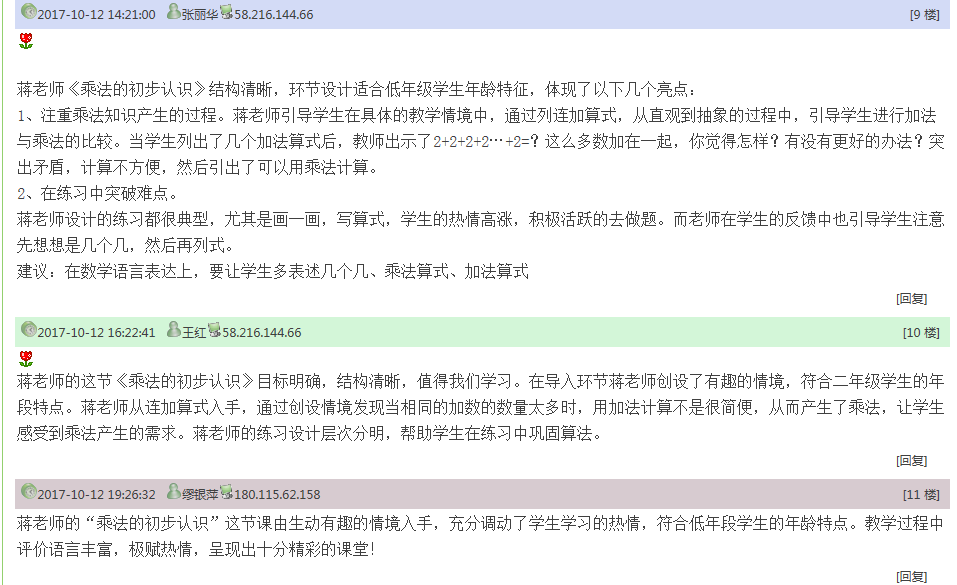 2017-10-12 14:21:00 张丽华 58.216.144.66 [9 楼]
蒋老师《乘法的初步认识》结构清晰，环节设计适合低年级学生年龄特征，体现了以下几个亮点：
1、注重乘法知识产生的过程。蒋老师引导学生在具体的教学情境中，通过列连加算式，从直观到抽象的过程中，引导学生进行加法
与乘法的比较。当学生列出了几个加法算式后，教师出示了2+2+2+2…+2=？这么多数加在一起，你觉得怎样？有没有更好的办法？突
出矛盾，计算不方便，然后引出了可以用乘法计算。
2、在练习中突破难点。
蒋老师设计的练习都很典型，尤其是画一画，写算式，学生的热情高涨，积极活跃的去做题。而老师在学生的反馈中也引导学生注意
先想想是几个几，然后再列式。
建议：在数学语言表达上，要让学生多表述几个几、乘法算式、加法算式
[回复]
2017-10-12 16:22:41 王红 58.216.144.66 [10 楼]
蒋老师的这节《乘法的初步认识》目标明确，结构清晰，值得我们学习。在导入环节蒋老师创设了有趣的情境，符合二年级学生的年
段特点。蒋老师从连加算式入手，通过创设情境发现当相同的加数的数量太多时，用加法计算不是很简便，从而产生了乘法，让学生
感受到乘法产生的需求。蒋老师的练习设计层次分明，帮助学生在练习中巩固算法。
[回复]
2017-10-12 19:26:32 缪银萍 180.115.62.158 [11 楼]
蒋老师的“乘法的初步认识”这节课由生动有趣的情境入手，充分调动了学生学习的热情，符合低年段学生的年龄特点。教学过程中
评价语言丰富，极赋热情，呈现出十分精彩的课堂！
[回复]